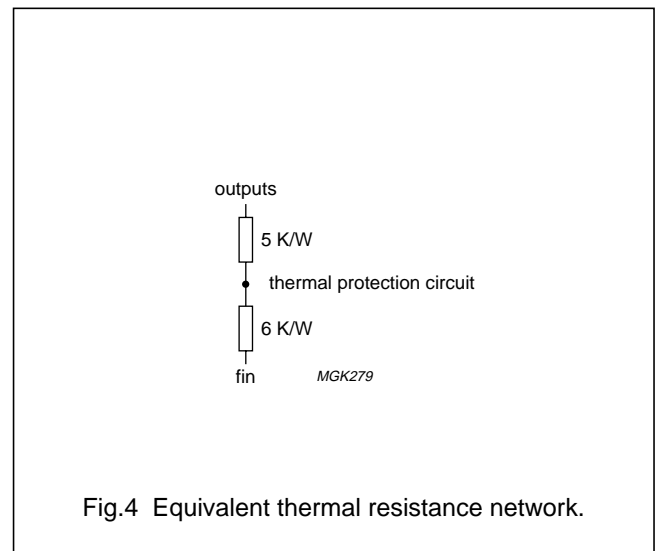 outputs
5 K/W
thermal protection circuit
6 K/W
fin MGK279
Fig.4 Equivalent thermal resistance network.